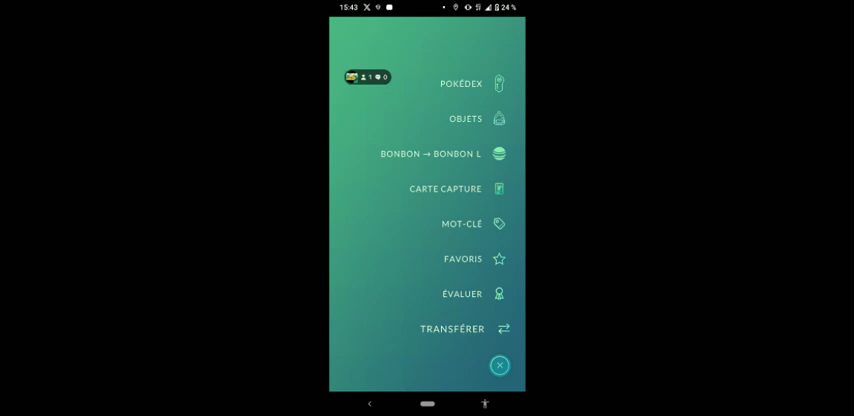 15:43 24 %
1 0
POKÉDEX
OBJETS
BONBON → BONBON L
CARTE CAPTURE
MOT-CLÉ
FAVORIS
ÉVALUER
TRANSFÉRER